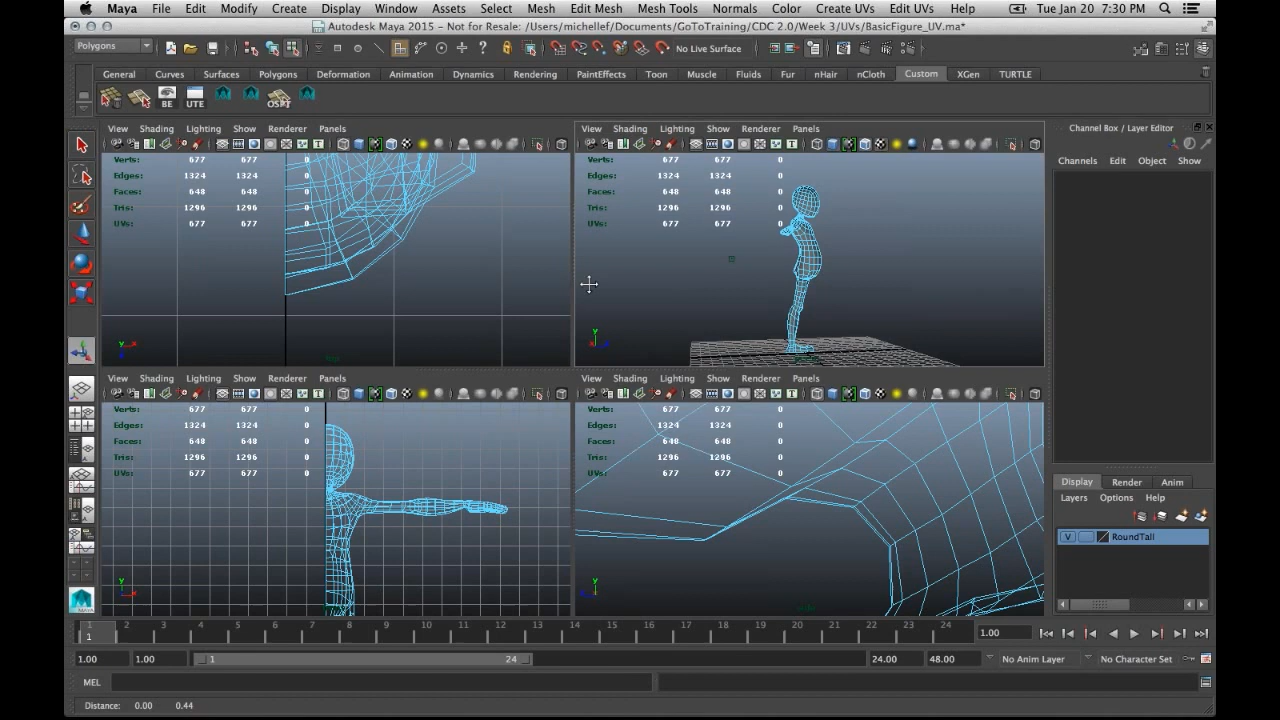 Maya File Edit Modify Create Display Window Assets Select Mesh Edit Mesh Mesh Tools Normals Color Create UVs Edit UVs Help Tue Jan 20 7:30 PM
Autodesk Maya 2015 - Not for Resale: /Users/michellef/Documents/GoToTraining/CDC 2.0/Week 3/UVs/BasicFigure_UV.ma*
Polygons No Live Surface
General Curves Surfaces Polygons Deformation Animation Dynamics Rendering PaintEffects Toon Muscle Fluids Fur nHair nCloth Custom XGen TURTLE
BE UTE OSPT
View Shading Lighting Show Renderer Panels View Shading Lighting Show Renderer Panels Channel Box / Layer Editor
Channels Edit Object Show
Verts: 677 677 0 Verts: 677 677 0
Edges: 1324 1324 0 Edges: 1324 1324 0
Faces: 648 648 0 Faces: 648 648 0
Tris: 1296 1296 0 Tris: 1296 1296 0
UVs: 677 677 0 UVs: 677 677 0
y x y
View Shading Lighting Show Renderer Panels View Shading Lighting Show Renderer Panels
Verts: 677 677 0 Verts: 677 677 0
Edges: 1324 1324 0 Edges: 1324 1324 0
Faces: 648 648 0 Faces: 648 648 0
Tris: 1296 1296 0 Tris: 1296 1296 0
UVs: 677 677 0 UVs: 677 677 0
Display Render Anim
Layers Options Help
V RoundTall
y y
1 2 3 4 5 6 7 8 9 10 11 12 13 14 15 16 17 18 19 20 21 22 23 24 1.00
1
1.00 1.00 1 24 24.00 48.00 No Anim Layer No Character Set
MEL
Distance: 0.00 0.44